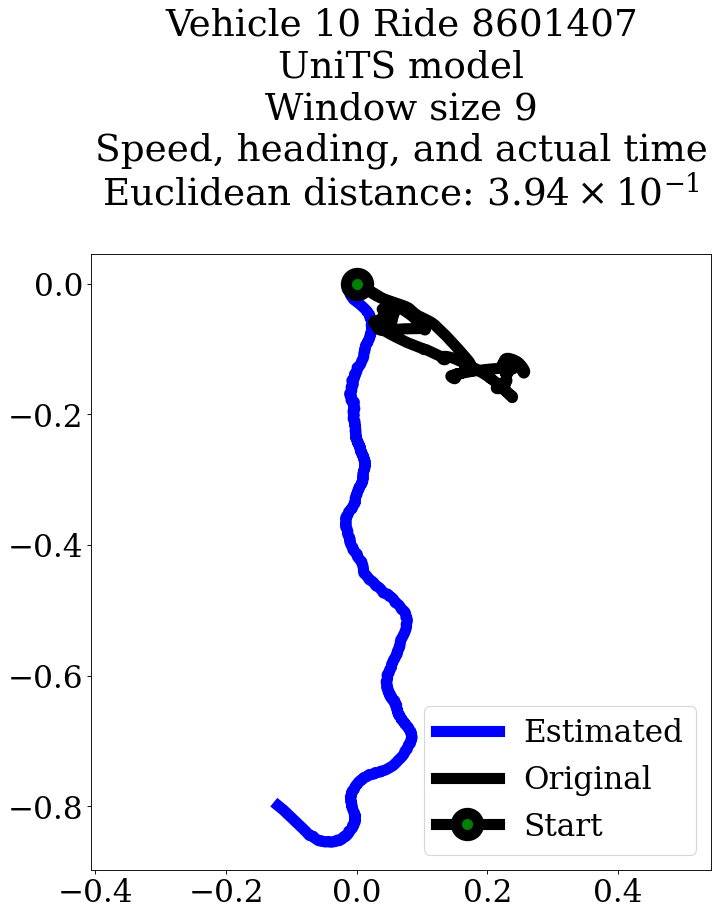 Vehicle 10 Ride 8601407
UniTS model
Window size 9
Speed, heading, and actual time
Euclidean distance: 3.94 × 10⁻¹
0.0
−0.2
−0.4
−0.6
−0.8
Estimated
Original
Start
−0.4 −0.2 0.0 0.2 0.4